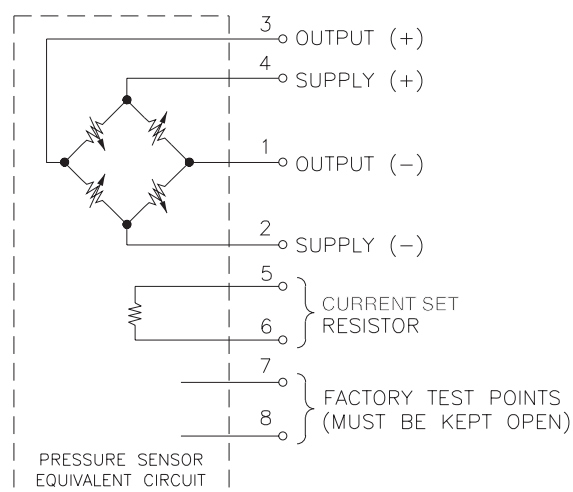 3 OUTPUT (+)
4 SUPPLY (+)
1 OUTPUT (−)
2 SUPPLY (−)
5
CURRENT SET
RESISTOR
6
7
FACTORY TEST POINTS
(MUST BE KEPT OPEN)
8
PRESSURE SENSOR
EQUIVALENT CIRCUIT